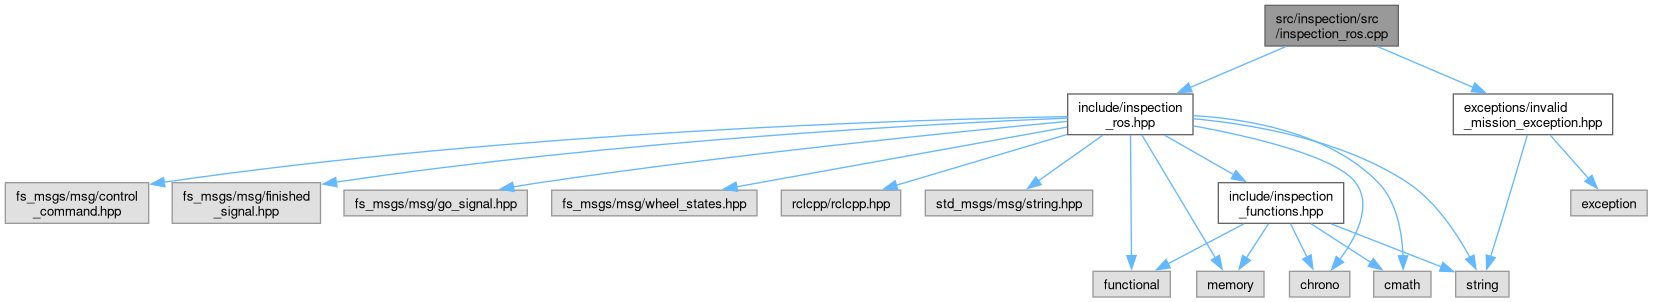 src/inspection/src
/inspection_ros.cpp
include/inspection
_ros.hpp
exceptions/invalid
_mission_exception.hpp
fs_msgs/msg/control
_command.hpp
fs_msgs/msg/finished
_signal.hpp
fs_msgs/msg/go_signal.hpp
fs_msgs/msg/wheel_states.hpp
rclcpp/rclcpp.hpp
std_msgs/msg/string.hpp
include/inspection
_functions.hpp
exception
functional
memory
chrono
cmath
string